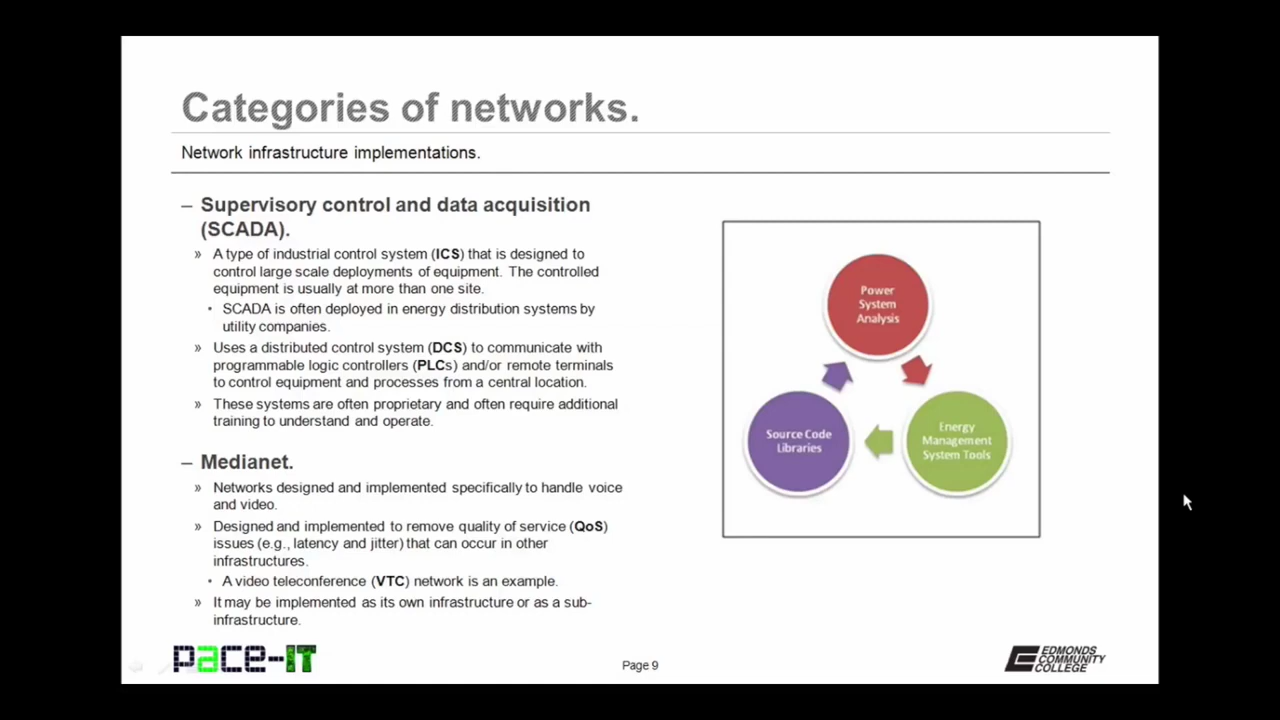 Categories of networks.
Network infrastructure implementations.
– Supervisory control and data acquisition
(SCADA).
» A type of industrial control system (ICS) that is designed to
control large scale deployments of equipment. The controlled
equipment is usually at more than one site.
• SCADA is often deployed in energy distribution systems by
utility companies.
» Uses a distributed control system (DCS) to communicate with
programmable logic controllers (PLCs) and/or remote terminals
to control equipment and processes from a central location.
» These systems are often proprietary and often require additional
training to understand and operate.
– Medianet.
» Networks designed and implemented specifically to handle voice
and video.
» Designed and implemented to remove quality of service (QoS)
issues (e.g., latency and jitter) that can occur in other
infrastructures.
• A video teleconference (VTC) network is an example.
» It may be implemented as its own infrastructure or as a sub-
infrastructure.
Power
System
Analysis
Energy
Management
System Tools
Source Code
Libraries
pace-IT
Page 9
EDMONDS
COMMUNITY
COLLEGE